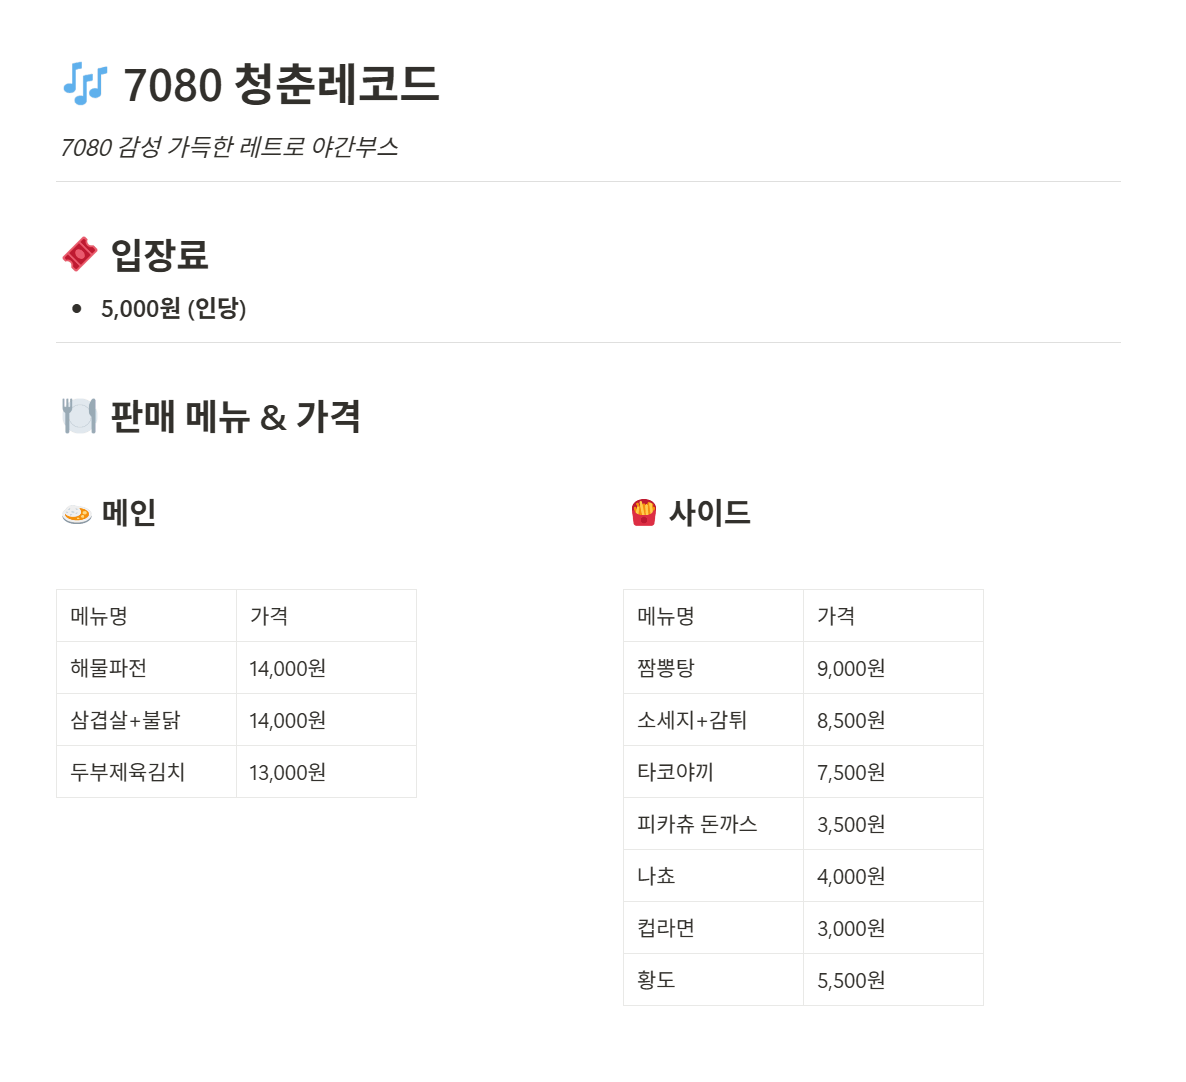 🎶 7080 청춘레코드
7080 감성 가득한 레트로 야간부스
🎟️ 입장료
• 5,000원 (인당)
🍽️ 판매 메뉴 & 가격
🍛 메인
메뉴명 가격
해물파전 14,000원
삼겹살+불닭 14,000원
두부제육김치 13,000원
🍟 사이드
메뉴명 가격
짬뽕탕 9,000원
소세지+감튀 8,500원
타코야끼 7,500원
피카츄 돈까스 3,500원
나쵸 4,000원
컵라면 3,000원
황도 5,500원